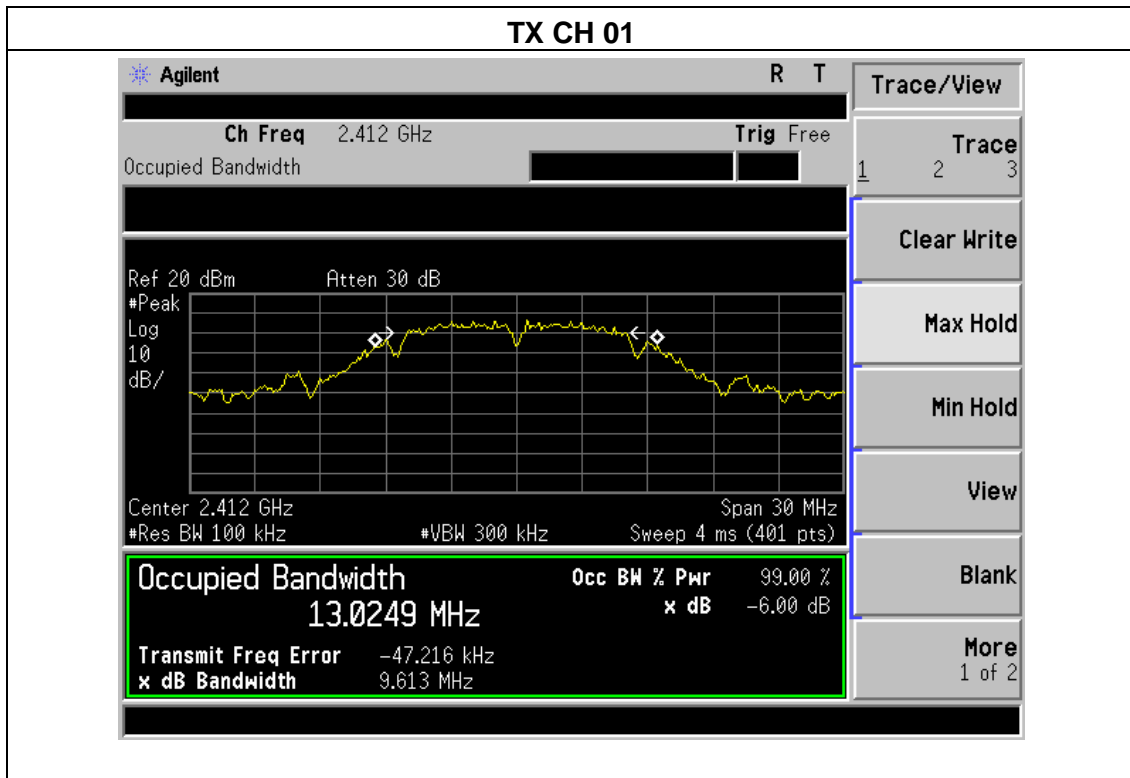 TX CH 01
Agilent R T
Trace/View
Ch Freq 2.412 GHz Trig Free
Occupied Bandwidth
Trace
1 2 3
Clear Write
Ref 20 dBm Atten 30 dB
#Peak
Log
10
dB/
Max Hold
Min Hold
View
Center 2.412 GHz Span 30 MHz
#Res BW 100 kHz #VBW 300 kHz Sweep 4 ms (401 pts)
Occupied Bandwidth Occ BW % Pwr 99.00 %
13.0249 MHz x dB -6.00 dB
Blank
Transmit Freq Error -47.216 kHz
x dB Bandwidth 9.613 MHz
More
1 of 2